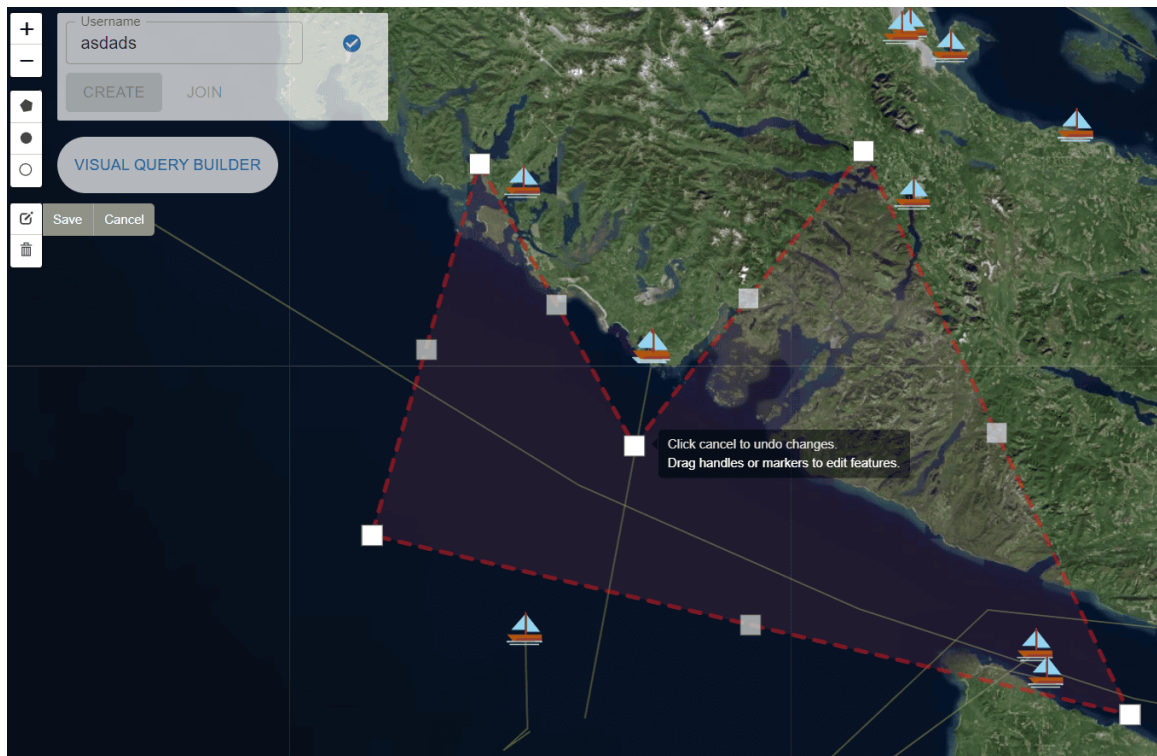 +
Username
asdads
−
CREATE JOIN
VISUAL QUERY BUILDER
Save Cancel
Click cancel to undo changes.
Drag handles or markers to edit features.